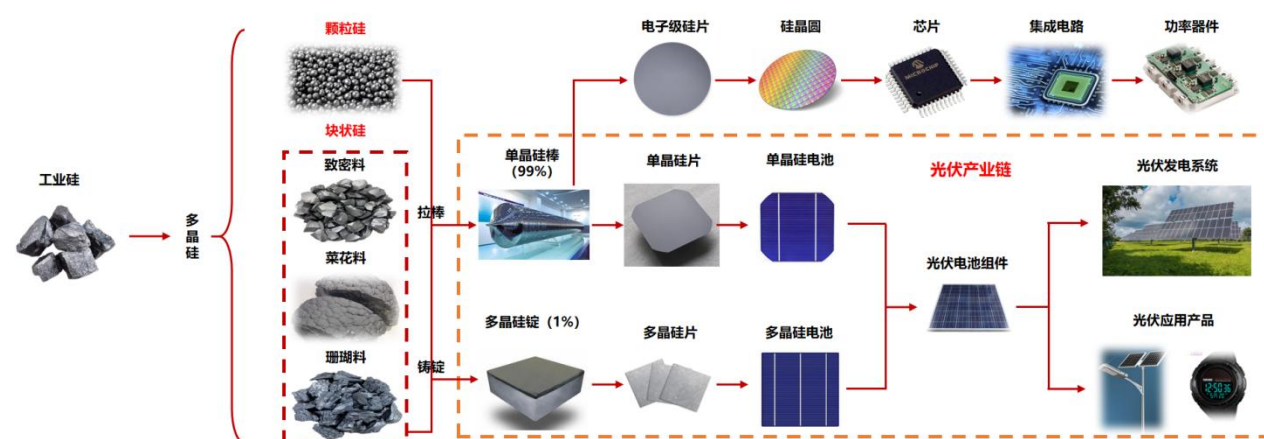 颗粒硅
电子级硅片
硅晶圆
芯片
集成电路
功率器件
MICROCHIP
块状硅
工业硅
多
晶
硅
致密料
菜花料
珊瑚料
拉棒
铸锭
单晶硅棒
(99%)
单晶硅片
单晶硅电池
光伏产业链
光伏发电系统
光伏电池组件
多晶硅锭（1%）
多晶硅片
多晶硅电池
光伏应用产品
12:50